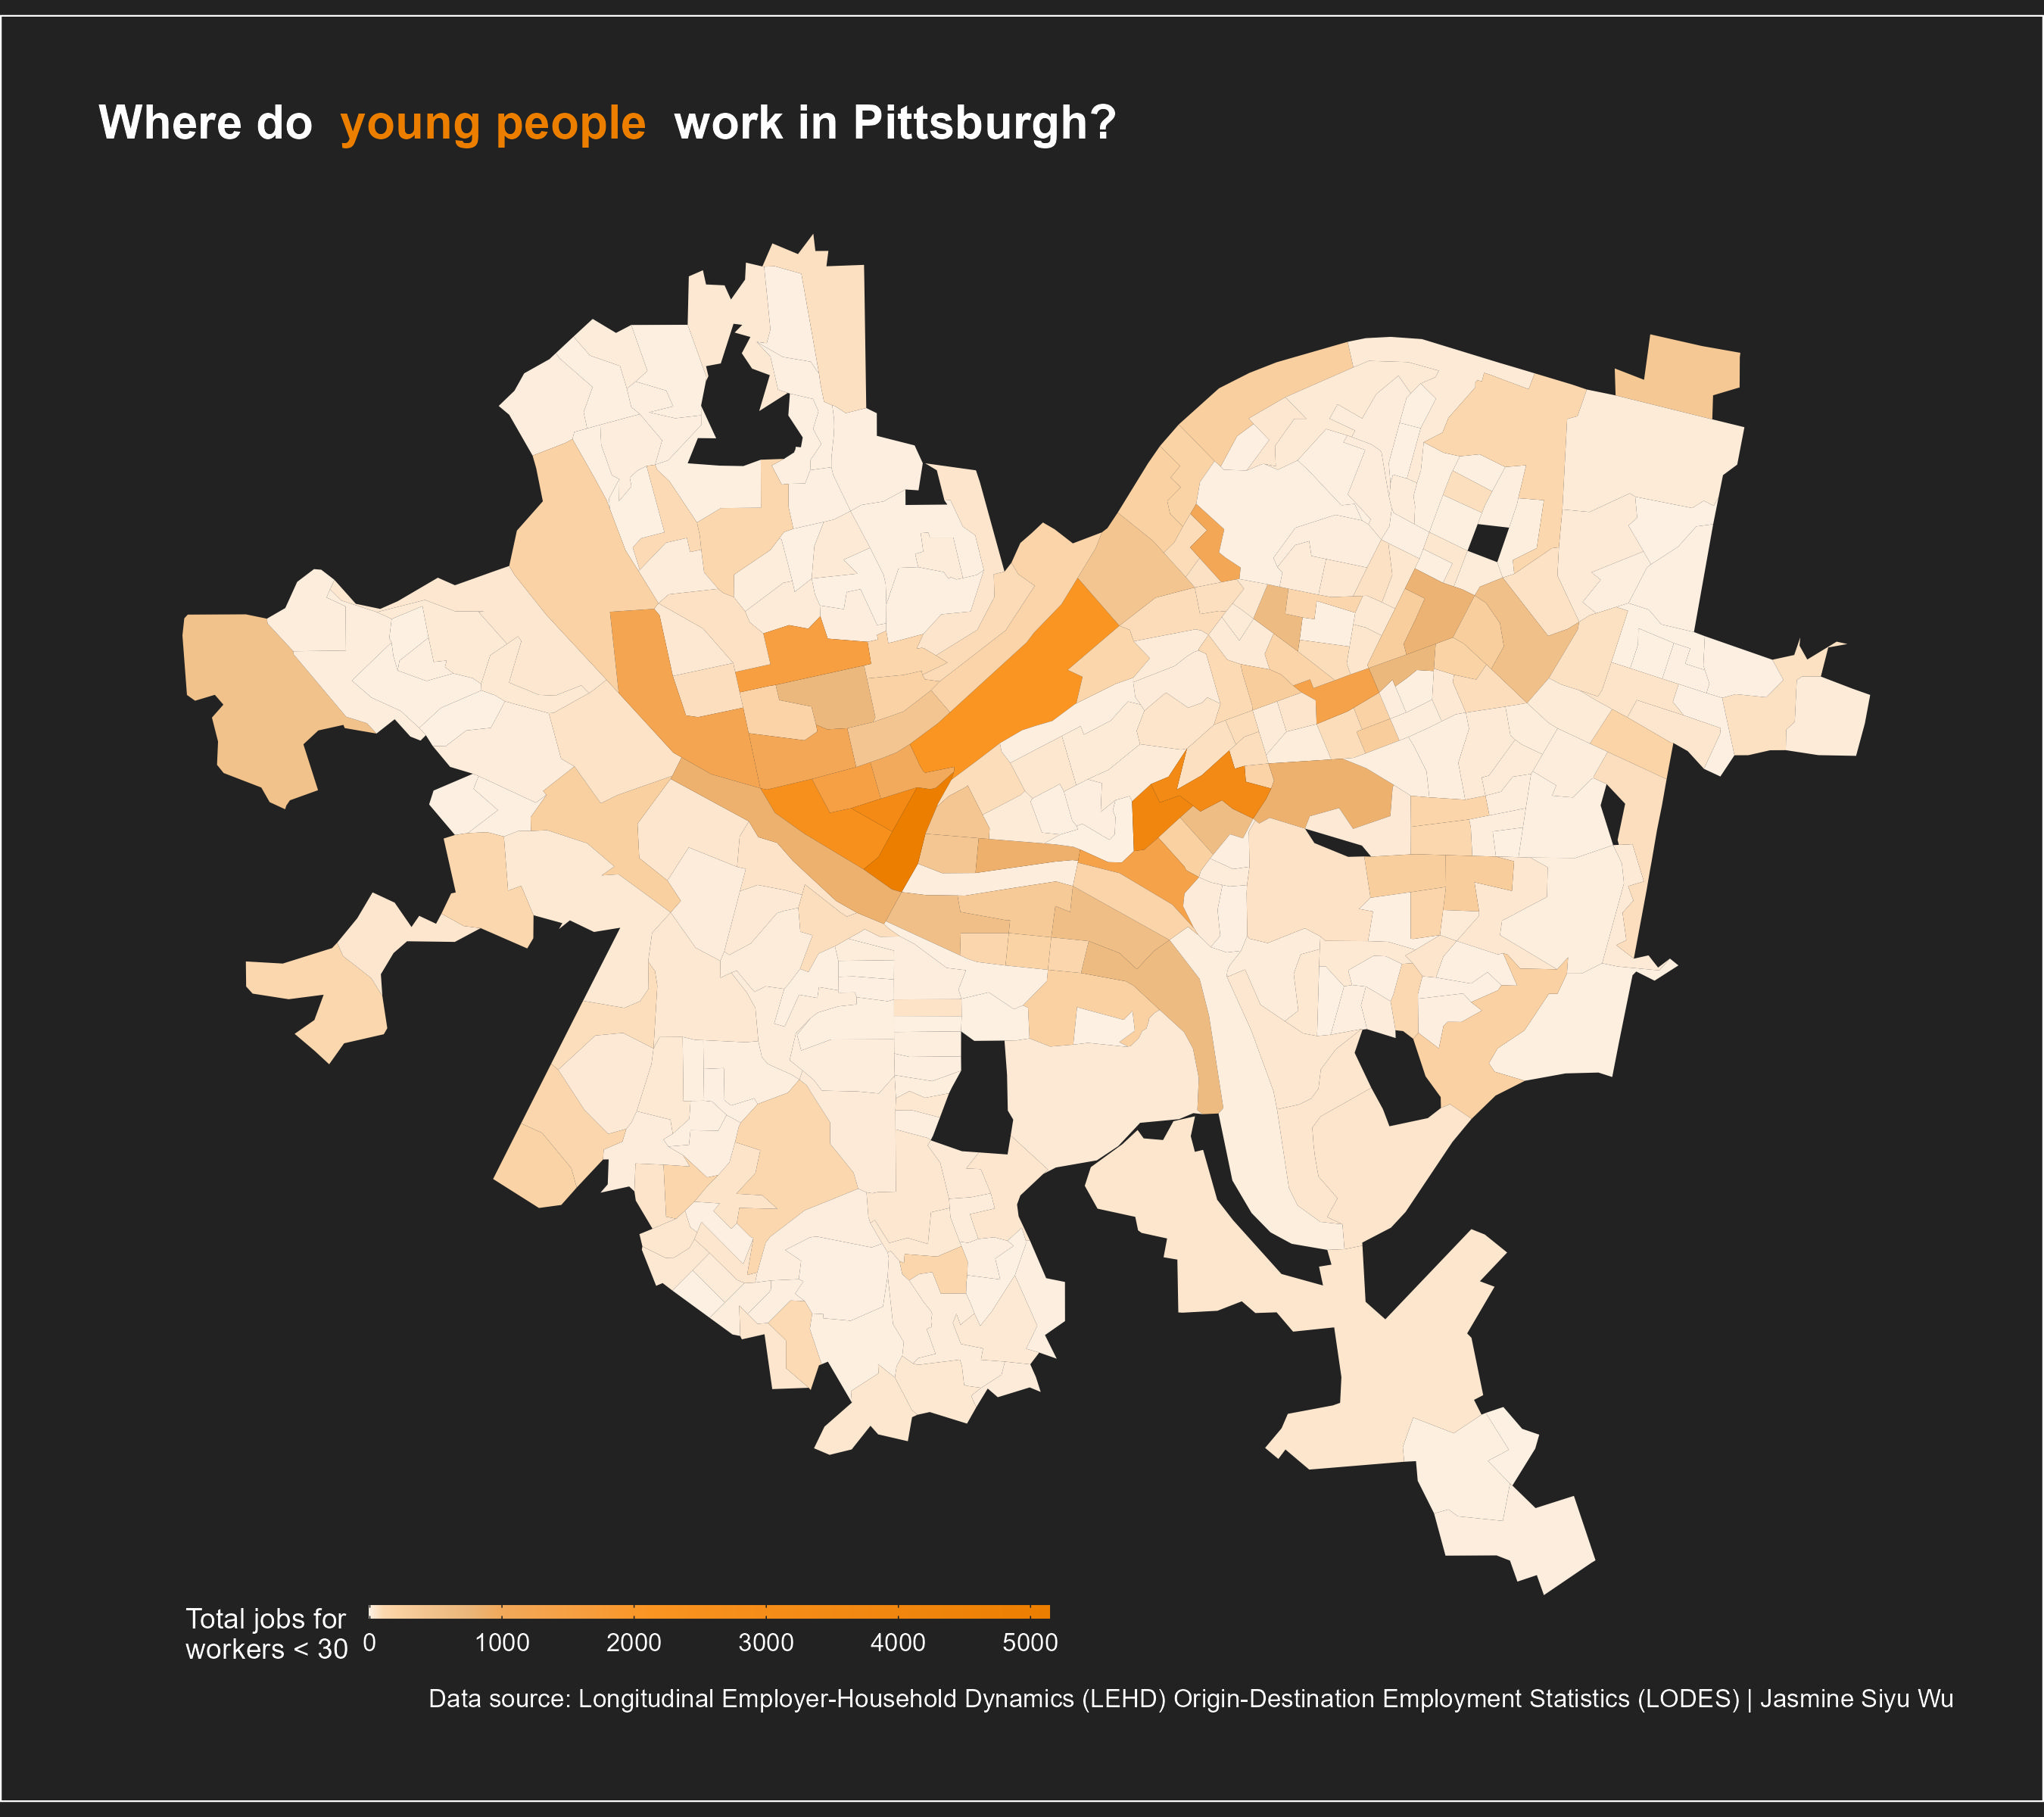 Where do young people work in Pittsburgh?
Total jobs for
workers < 30
0 1000 2000 3000 4000 5000
Data source: Longitudinal Employer-Household Dynamics (LEHD) Origin-Destination Employment Statistics (LODES) | Jasmine Siyu Wu